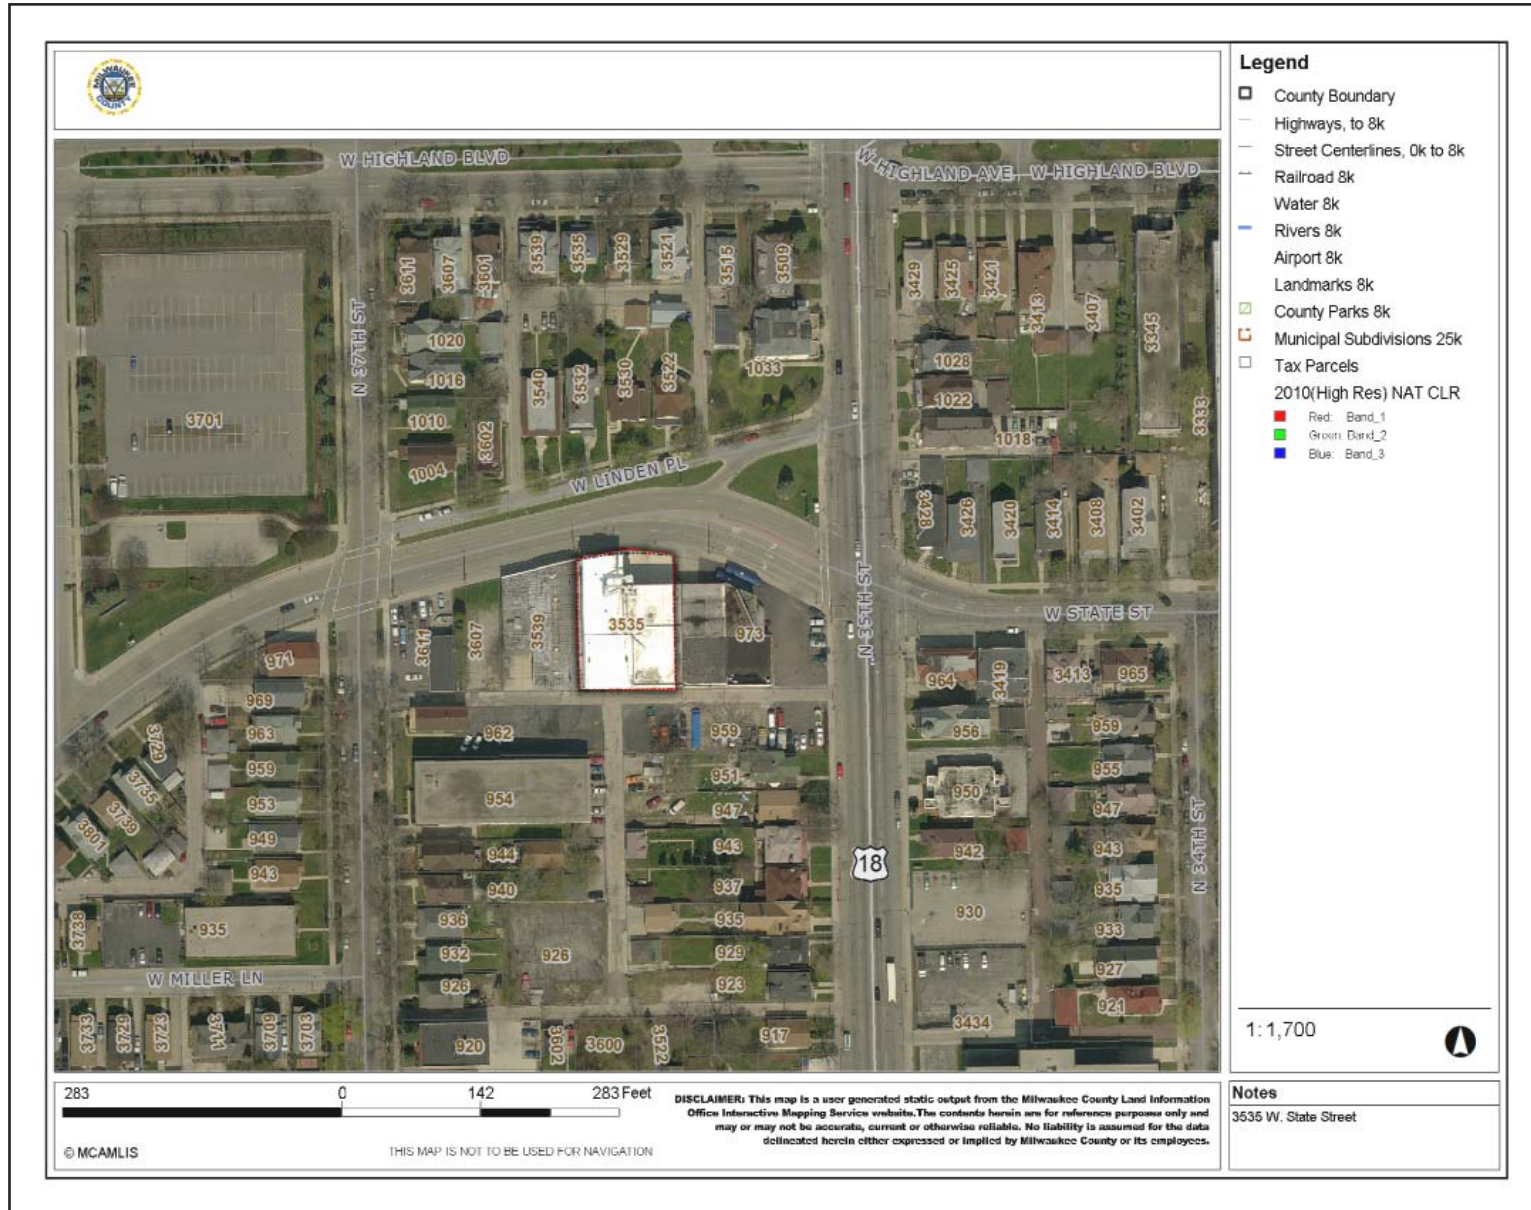 MILWAUKEE
COUNTY
W HIGHLAND BLVD
W HIGHLAND AVE
W HIGHLAND BLVD
3611
3607
3601
3539
3535
3529
3521
3515
3509
3429
3425
3421
3413
3407
3345
3333
N 37TH ST
1020
1016
1010
1004
3602
3540
3532
3530
3522
1033
1028
1022
1018
3701
W LINDEN PL
3428
3426
3420
3414
3408
3402
N 35TH ST
W STATE ST
3611
3607
3539
3535
973
971
969
963
959
953
949
943
935
3729
3735
3739
3801
3738
962
954
944
940
936
932
926
926
920
959
951
947
943
937
935
929
923
917
964
3419
3413
965
956
959
950
955
947
942
943
935
930
933
927
921
3434
N 34TH ST
18
W MILLER LN
3733
3729
3723
3711
3709
3703
3602
3600
3522
Legend
County Boundary
Highways, to 8k
Street Centerlines, 0k to 8k
Railroad 8k
Water 8k
Rivers 8k
Airport 8k
Landmarks 8k
County Parks 8k
Municipal Subdivisions 25k
Tax Parcels
2010(High Res) NAT CLR
Red: Band_1
Green: Band_2
Blue: Band_3
1: 1,700
283 0 142 283 Feet
© MCAMLIS
THIS MAP IS NOT TO BE USED FOR NAVIGATION
DISCLAIMER: This map is a user generated static output from the Milwaukee County Land Information
Office Interactive Mapping Service website.The contents herein are for reference purposes only and
may or may not be accurate, current or otherwise reliable. No liability is assumed for the data
delineated herein either expressed or implied by Milwaukee County or its employees.
Notes
3535 W. State Street